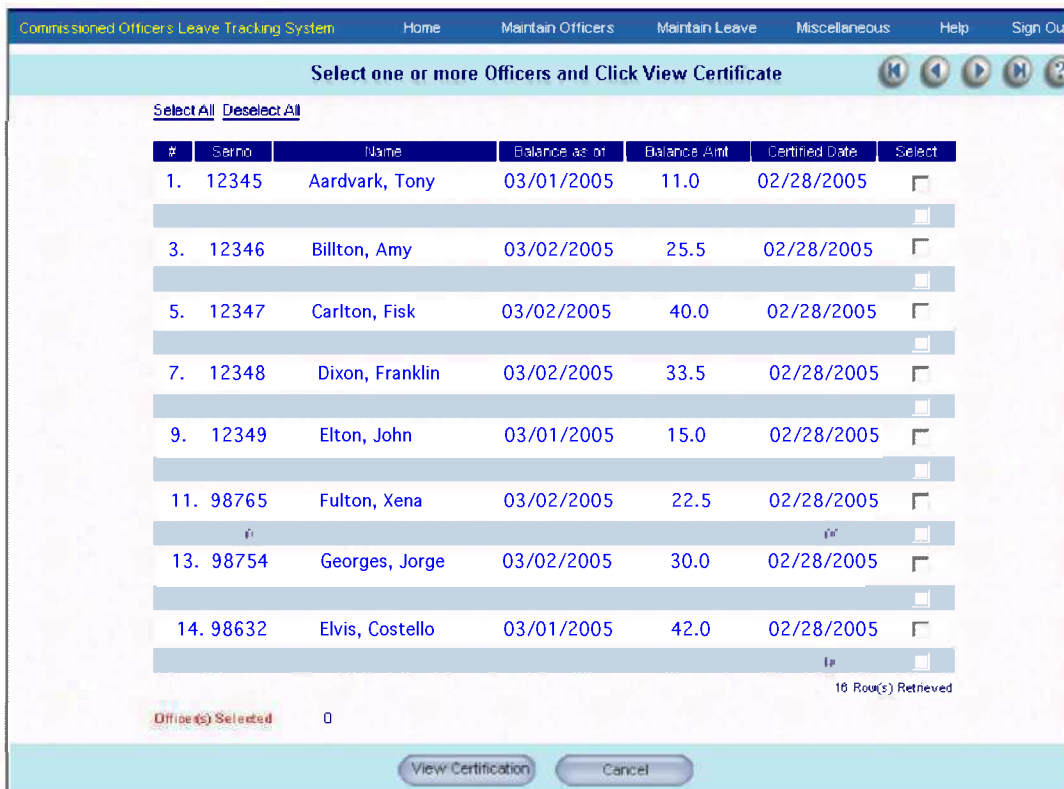 Commissioned Officers Leave Tracking System Home Maintain Officers Maintain Leave Miscellaneous Help Sign Ou
Select one or more Officers and Click View Certificate ?
Select All Deselect All
# Serno Name Balance as of Balance Amt Certified Date Select
1. 12345 Aardvark, Tony 03/01/2005 11.0 02/28/2005
3. 12346 Billton, Amy 03/02/2005 25.5 02/28/2005
5. 12347 Carlton, Fisk 03/02/2005 40.0 02/28/2005
7. 12348 Dixon, Franklin 03/02/2005 33.5 02/28/2005
9. 12349 Elton, John 03/01/2005 15.0 02/28/2005
11. 98765 Fulton, Xena 03/02/2005 22.5 02/28/2005
13. 98754 Georges, Jorge 03/02/2005 30.0 02/28/2005
14. 98632 Elvis, Costello 03/01/2005 42.0 02/28/2005
16 Row(s) Retrieved
Officer(s) Selected 0
View Certification Cancel